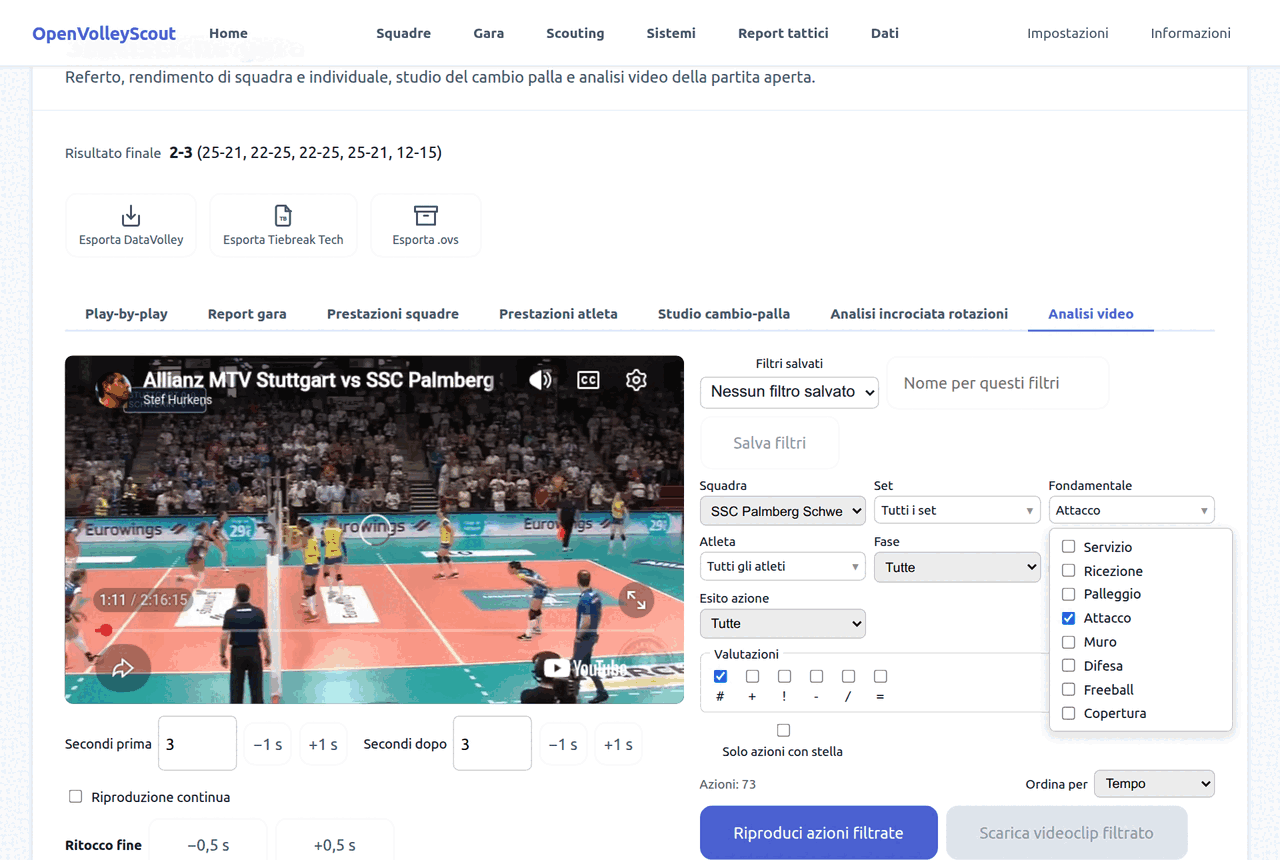 OpenVolleyScout Home Squadre Gara Scouting Sistemi Report tattici Dati Impostazioni Informazioni
Referto, rendimento di squadra e individuale, studio del cambio palla e analisi video della partita aperta.
Risultato finale 2-3 (25-21, 22-25, 22-25, 25-21, 12-15)
Esporta DataVolley
TB
Esporta Tiebreak Tech
Esporta .ovs
Play-by-play Report gara Prestazioni squadre Prestazioni atleta Studio cambio-palla Analisi incrociata rotazioni Analisi video
Allianz MTV Stuttgart vs SSC Palmberg
Stef Hurkens
CC
Eurowings
29€
Eurowings
29
1:11 / 2:16:15
YouTube
Secondi prima 3 −1 s +1 s Secondi dopo 3 −1 s +1 s
Riproduzione continua
Ritocco fine −0,5 s +0,5 s
Filtri salvati
Nessun filtro salvato
Nome per questi filtri
Salva filtri
Squadra Set Fondamentale
SSC Palmberg Schwe Tutti i set Attacco
Atleta Fase
Tutti gli atleti Tutte
Esito azione
Tutte
Servizio
Ricezione
Palleggio
Attacco
Muro
Difesa
Freeball
Copertura
Valutazioni
# + ! - / =
Solo azioni con stella
Azioni: 73 Ordina per Tempo
Riproduci azioni filtrate Scarica videoclip filtrato